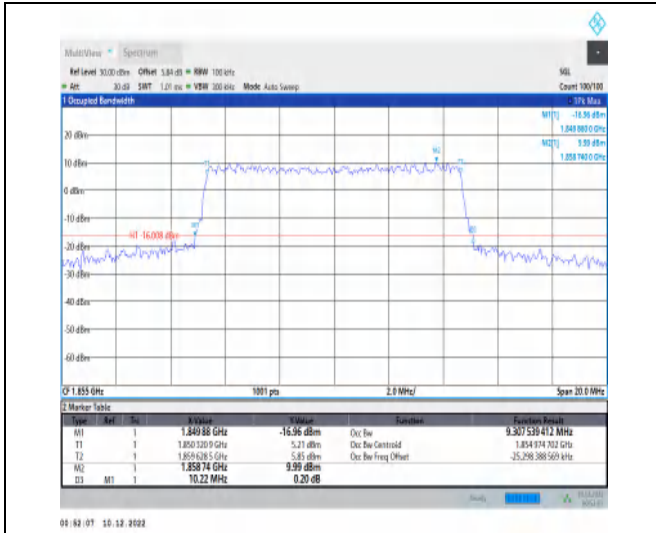 MultiView Spectrum
Ref Level 30.00 dBm Offset 5.84 dB RBW 100 kHz SGL
Att 30 dB SWT 1.01 ms VBW 300 kHz Mode Auto Sweep Count 100/100
1 Occupied Bandwidth 1Pk Max
M1[1] -16.96 dBm
1.849 880 0 GHz
20 dBm M2[1] 9.99 dBm
1.858 740 0 GHz
M2
10 dBm T1
0 dBm
-10 dBm
H1 -16.008 dBm
-20 dBm
-30 dBm
-40 dBm
-50 dBm
-60 dBm
CF 1.855 GHz 1001 pts 2.0 MHz/ Span 20.0 MHz
2 Marker Table
Type Ref Trc X-Value Y-Value Function Function Result
M1 1 1.849 88 GHz -16.96 dBm Occ Bw 9.307 539 412 MHz
T1 1 1.850 320 9 GHz 5.21 dBm Occ Bw Centroid 1.854 974 702 GHz
T2 1 1.859 628 5 GHz 5.85 dBm Occ Bw Freq Offset -25.298 388 569 kHz
M2 1 1.858 74 GHz 9.99 dBm
D3 M1 1 10.22 MHz 0.20 dB
Ready
00:52:07 10.12.2022